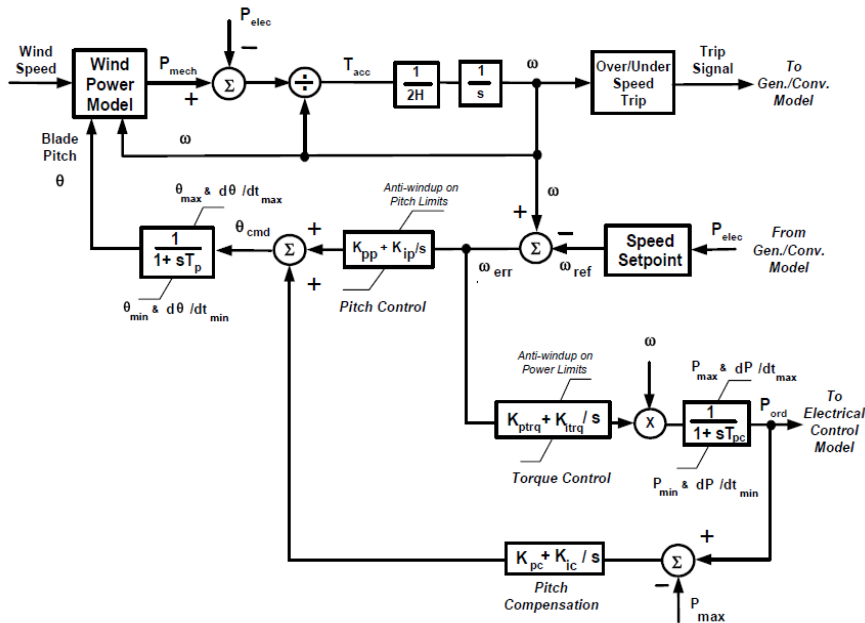 Wind
Speed
Wind
Power
Model
P mech
+
P elec
−
Σ
÷
T acc
1
2H
1
s
ω
Over/Under
Speed
Trip
Trip
Signal
To
Gen./Conv.
Model
Blade
Pitch
θ
ω
ω
θ max & dθ /dt max
θ cmd
1
1+ sT p
θ min & dθ /dt min
Σ
+
+
Anti-windup on
Pitch Limits
K pp + K ip /s
Pitch Control
+
Σ
−
ω err
ω ref
Speed
Setpoint
P elec
From
Gen./Conv.
Model
Anti-windup on
Power Limits
K ptrq + K itrq / s
Torque Control
ω
X
P max & dP /dt max
1
1+ sT pc
P min & dP /dt min
P ord
To
Electrical
Control
Model
K pc + K ic / s
Pitch
Compensation
Σ
+
−
P max